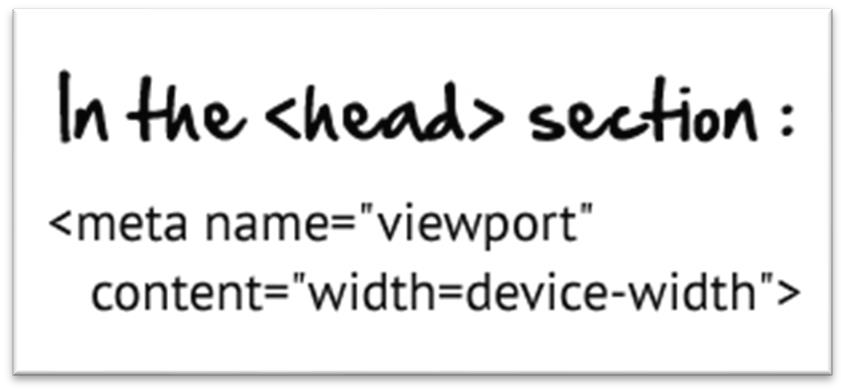 In the <head> section :
<meta name="viewport"
content="width=device-width">